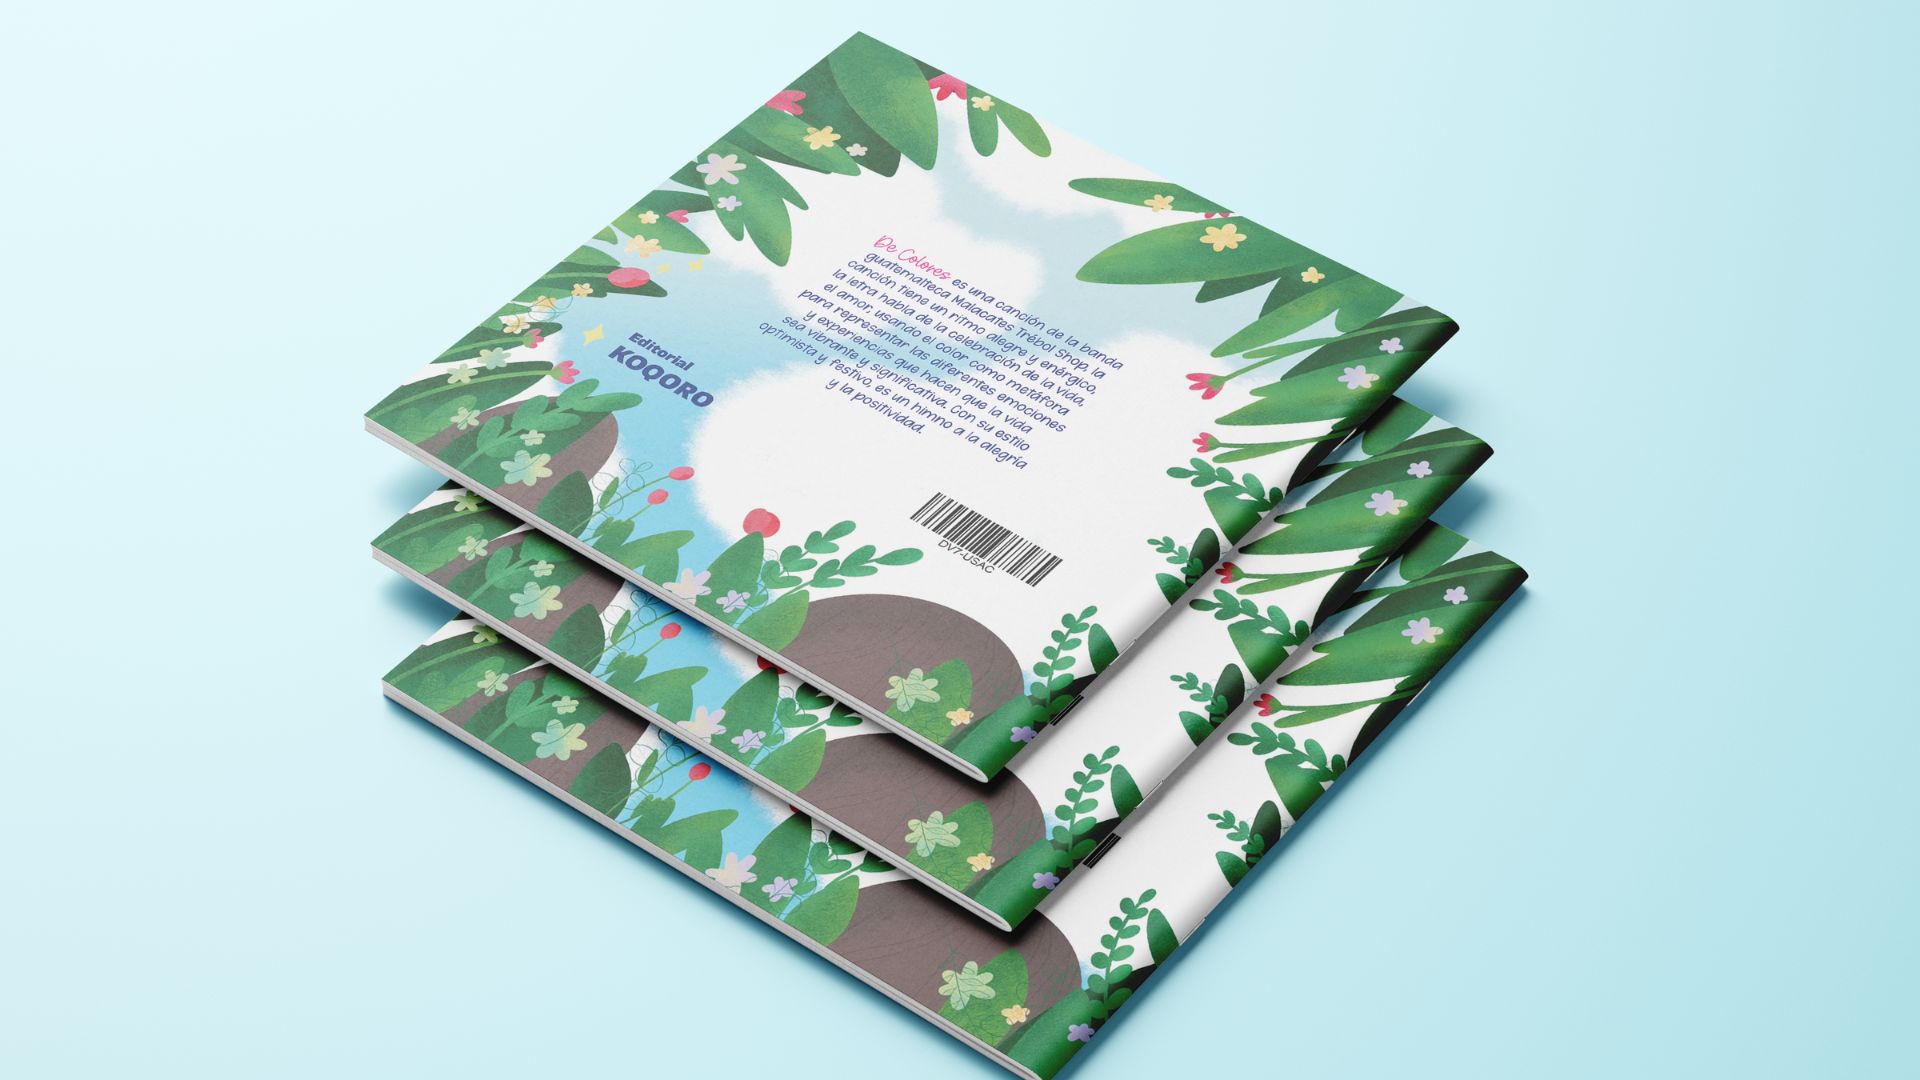 De Colores es una canción de la banda
guatemalteca Malacates Trébol Shop. la
canción tiene un ritmo alegre y enérgico,
la letra habla de la celebración de la vida,
el amor, usando el color como metáfora
para representar las diferentes emociones
y experiencias que hacen que la vida
sea vibrante y significativa. Con su estilo
optimista y festivo, es un himno a la alegría
y la positividad.
Editorial
KOQORO
DV7-USAC